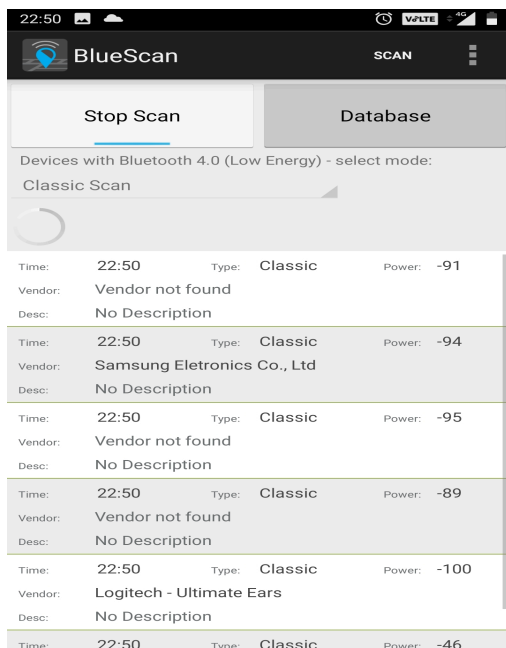 22:50 VoLTE 4G
BlueScan SCAN
Stop Scan Database
Devices with Bluetooth 4.0 (Low Energy) - select mode:
Classic Scan
Time: 22:50 Type: Classic Power: -91
Vendor: Vendor not found
Desc: No Description
Time: 22:50 Type: Classic Power: -94
Vendor: Samsung Eletronics Co., Ltd
Desc: No Description
Time: 22:50 Type: Classic Power: -95
Vendor: Vendor not found
Desc: No Description
Time: 22:50 Type: Classic Power: -89
Vendor: Vendor not found
Desc: No Description
Time: 22:50 Type: Classic Power: -100
Vendor: Logitech - Ultimate Ears
Desc: No Description
Time: 22:50 Type: Classic Power: -46